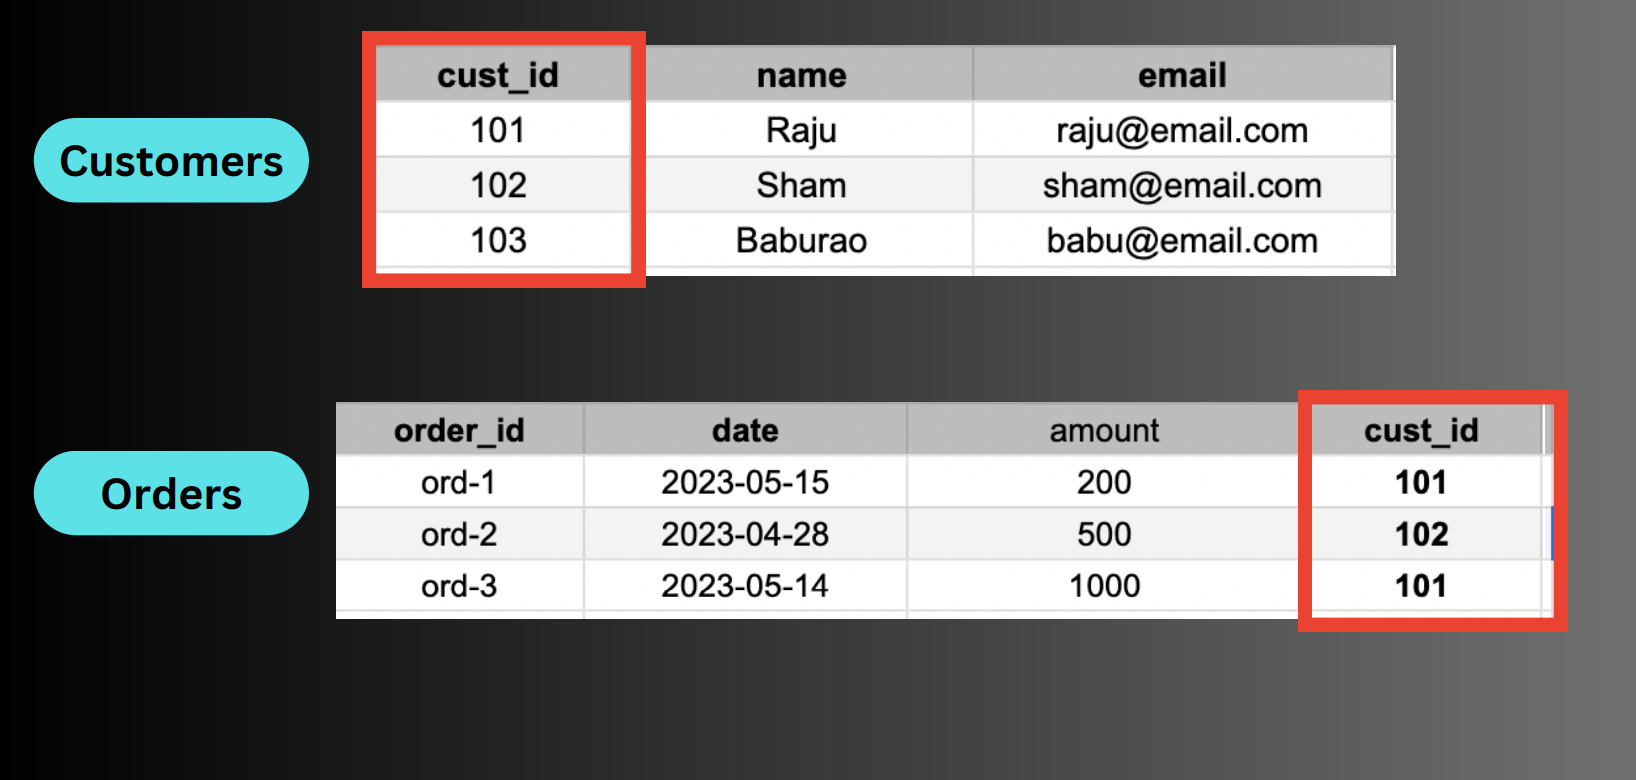 Customers
cust_id name email
101 Raju raju@email.com
102 Sham sham@email.com
103 Baburao babu@email.com
Orders
order_id date amount cust_id
ord-1 2023-05-15 200 101
ord-2 2023-04-28 500 102
ord-3 2023-05-14 1000 101